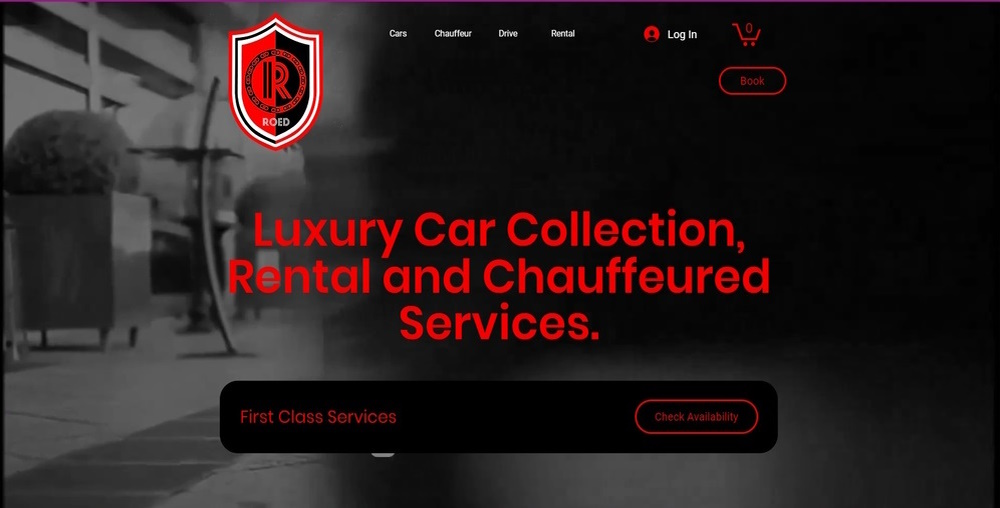 Cars
Chauffeur
Drive
Rental
Log In
0
Book
R
ROED
Luxury Car Collection,
Rental and Chauffeured
Services.
First Class Services
Check Availability